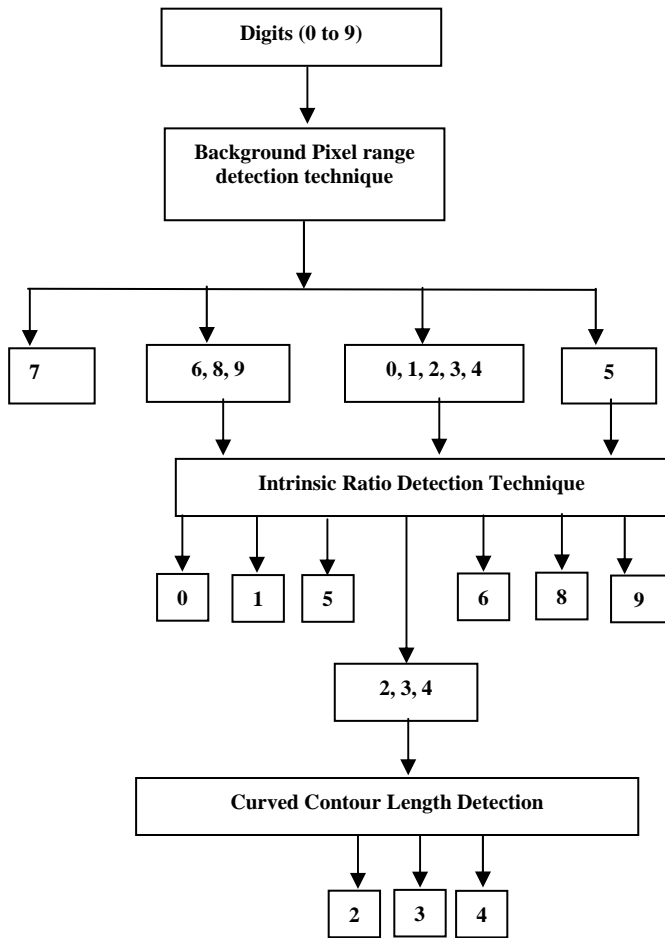 Digits (0 to 9)
Background Pixel range
detection technique
7
6, 8, 9
0, 1, 2, 3, 4
5
Intrinsic Ratio Detection Technique
0
1
5
6
8
9
2, 3, 4
Curved Contour Length Detection
2
3
4